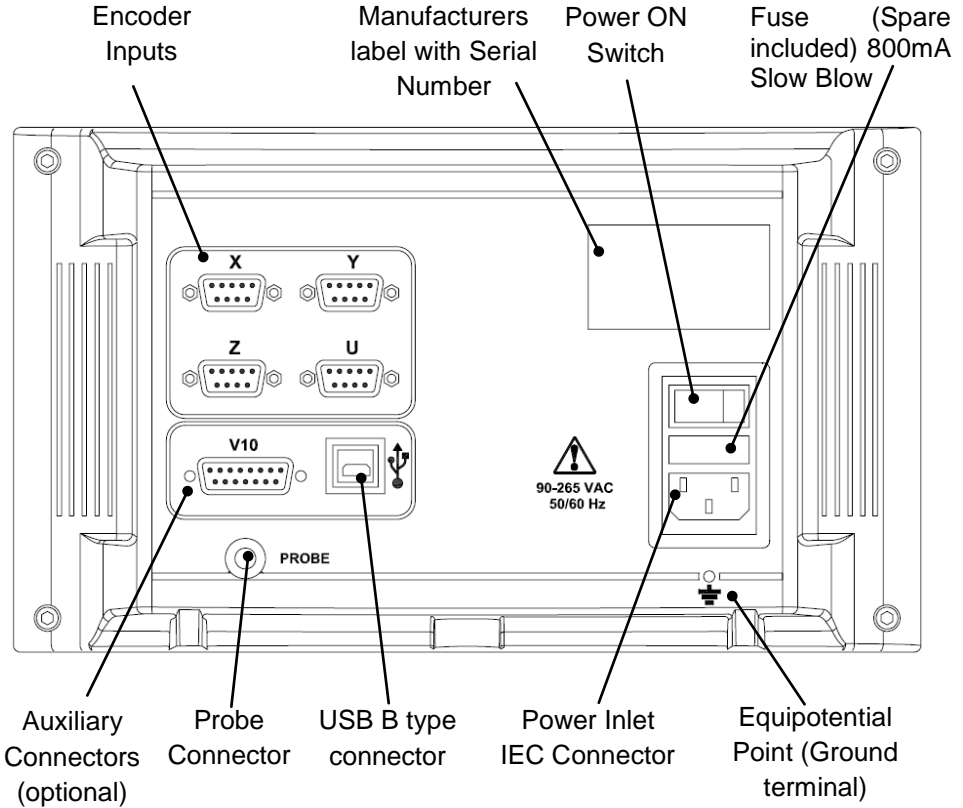 Encoder
Inputs
Manufacturers
label with Serial
Number
Power ON
Switch
Fuse (Spare
included) 800mA
Slow Blow
X
Y
Z
U
V10
90-265 VAC
50/60 Hz
PROBE
Auxiliary
Connectors
(optional)
Probe
Connector
USB B type
connector
Power Inlet
IEC Connector
Equipotential
Point (Ground
terminal)